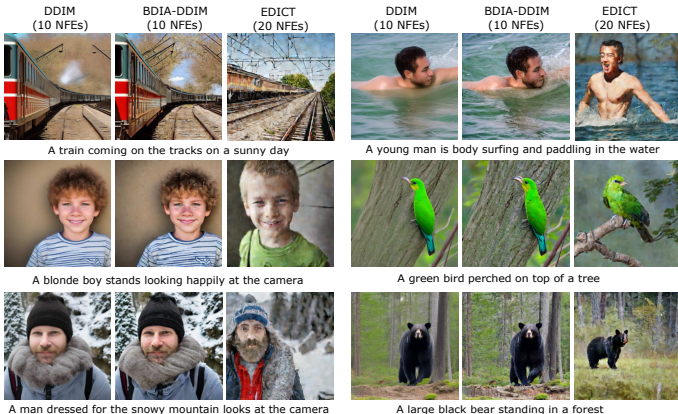 DDIM BDIA-DDIM EDICT DDIM BDIA-DDIM EDICT
(10 NFEs) (10 NFEs) (20 NFEs) (10 NFEs) (10 NFEs) (20 NFEs)
A train coming on the tracks on a sunny day
A young man is body surfing and paddling in the water
A blonde boy stands looking happily at the camera
A green bird perched on top of a tree
A man dressed for the snowy mountain looks at the camera
A large black bear standing in a forest